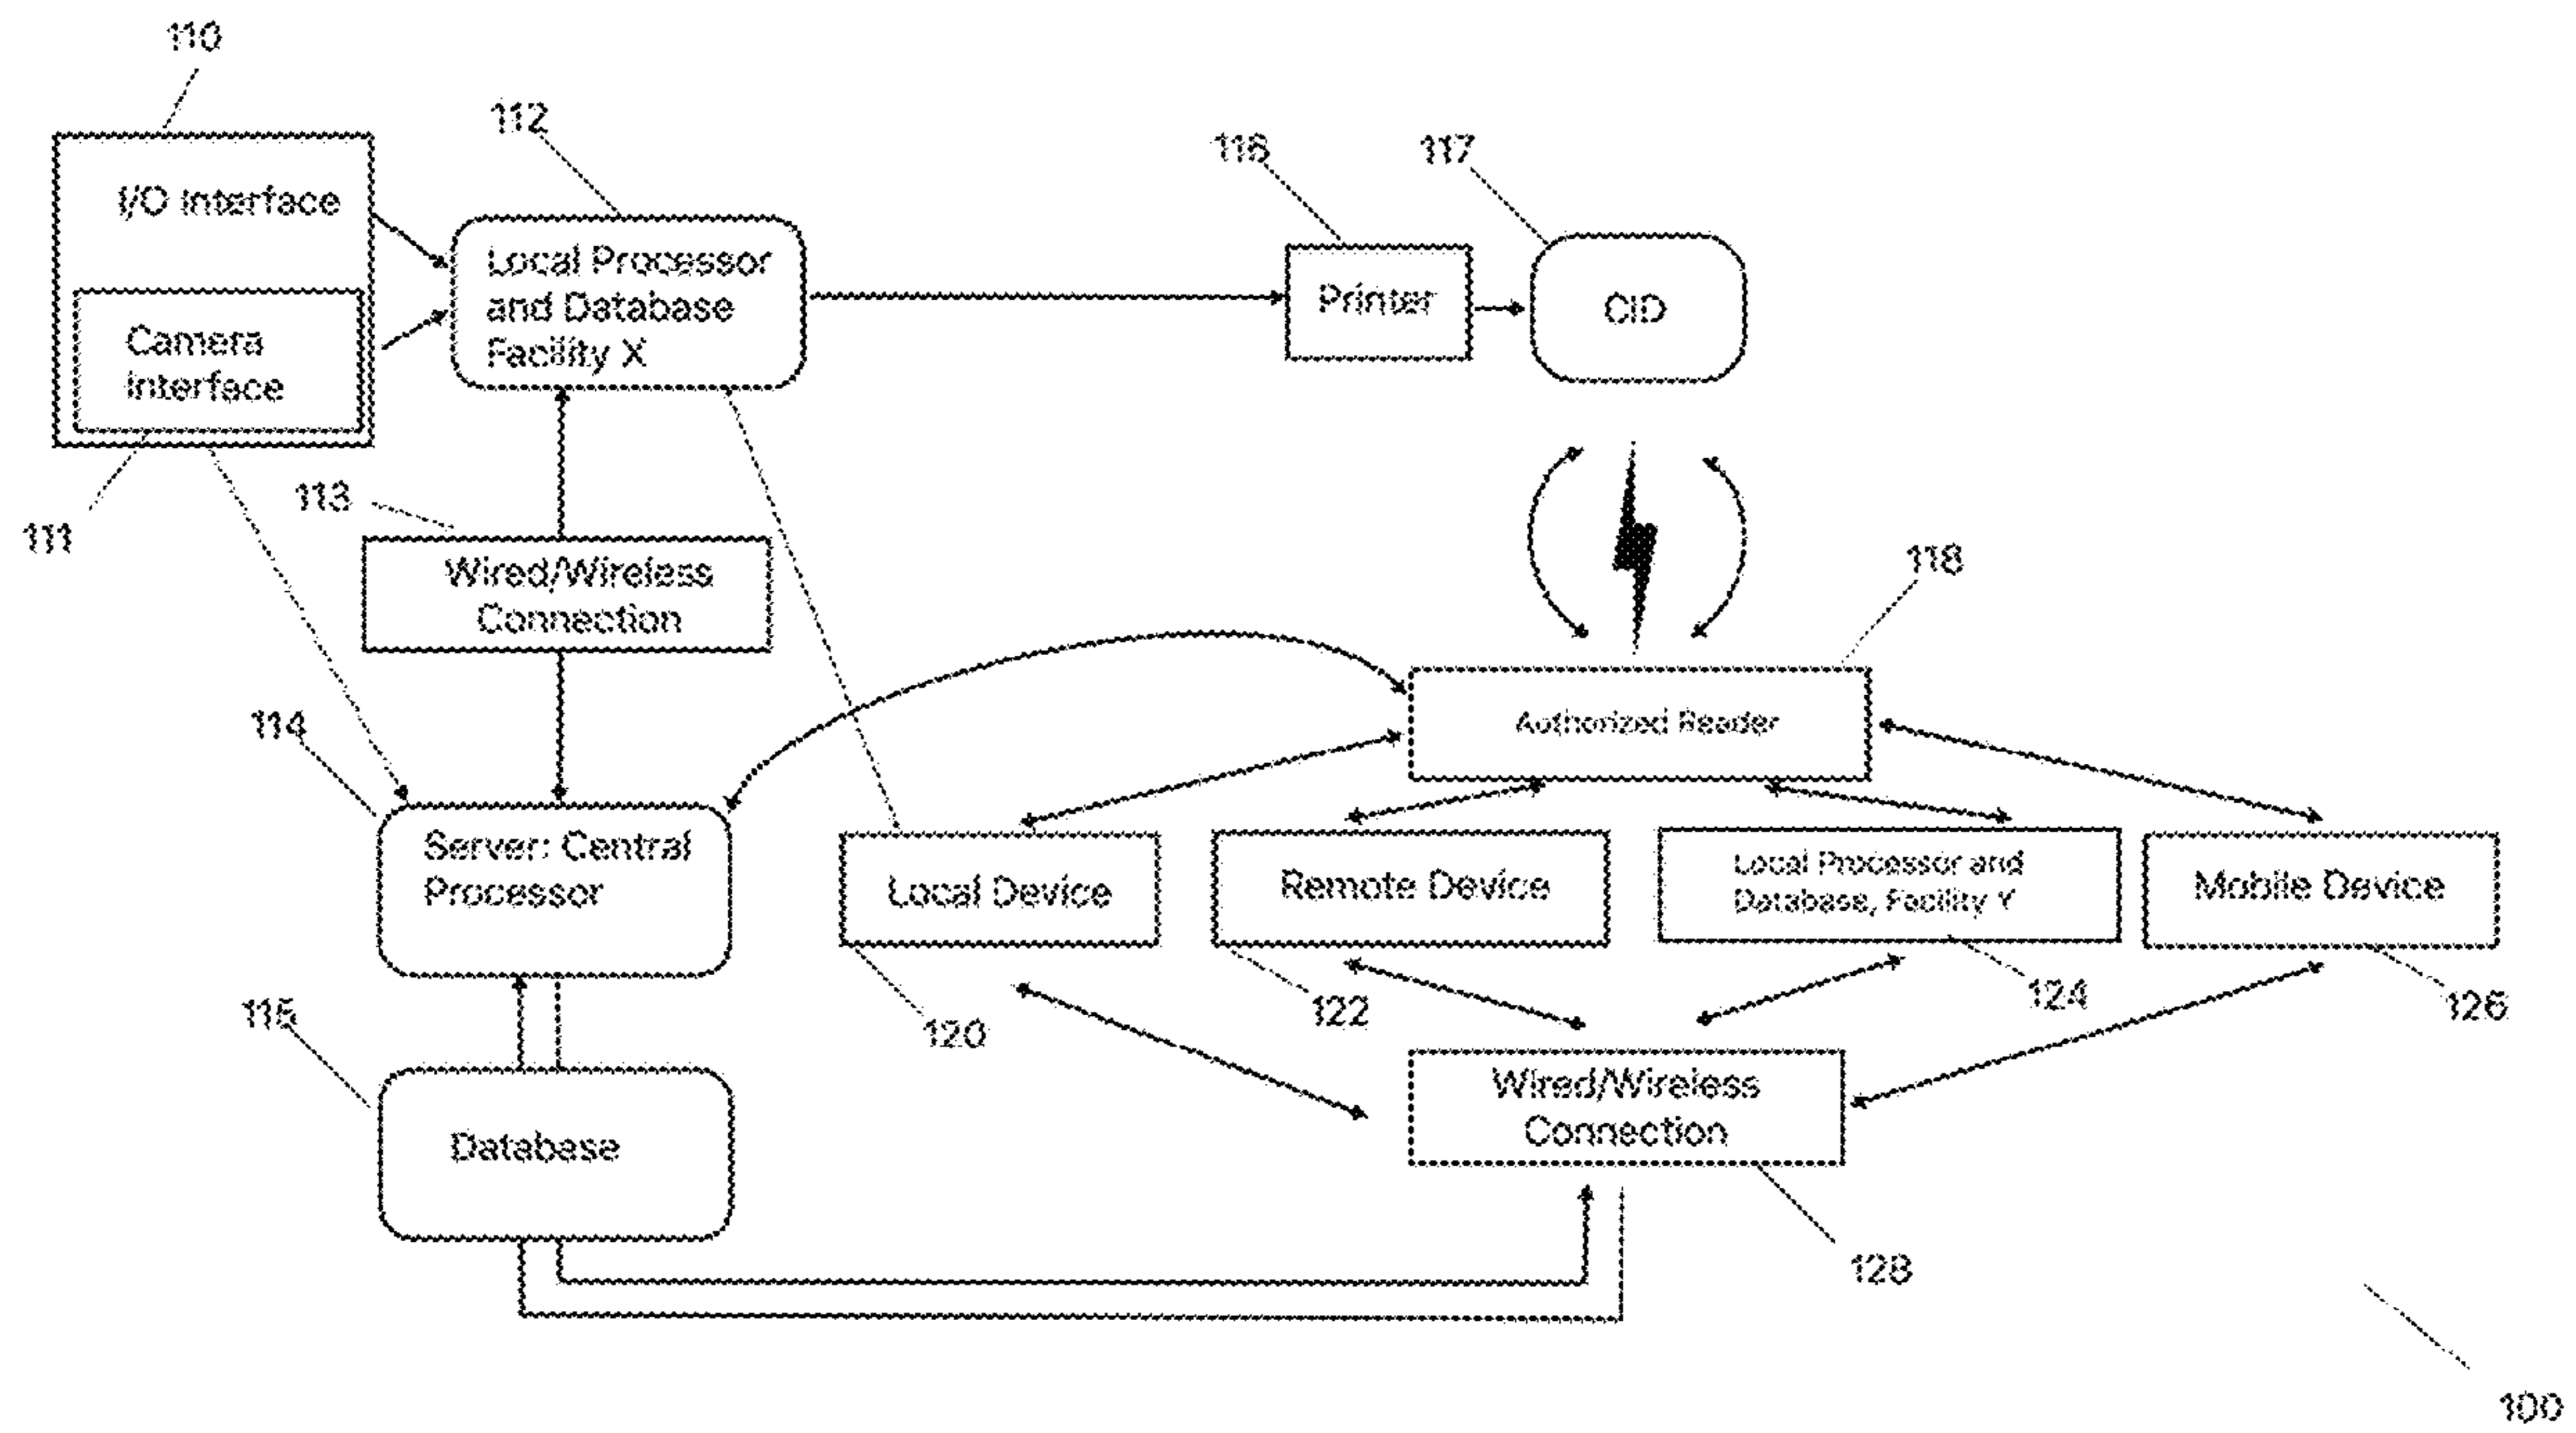 110
112
116
117
I/O Interface
Local Processor
and Database
Facility X
Printer
CID
Camera
Interface
113
111
Wired/Wireless
Connection
118
114
Authorized Reader
Server: Central
Processor
Local Device
Remote Device
Local Processor and
Database, Facility Y
Mobile Device
115
120
122
124
126
Database
Wired/Wireless
Connection
128
100